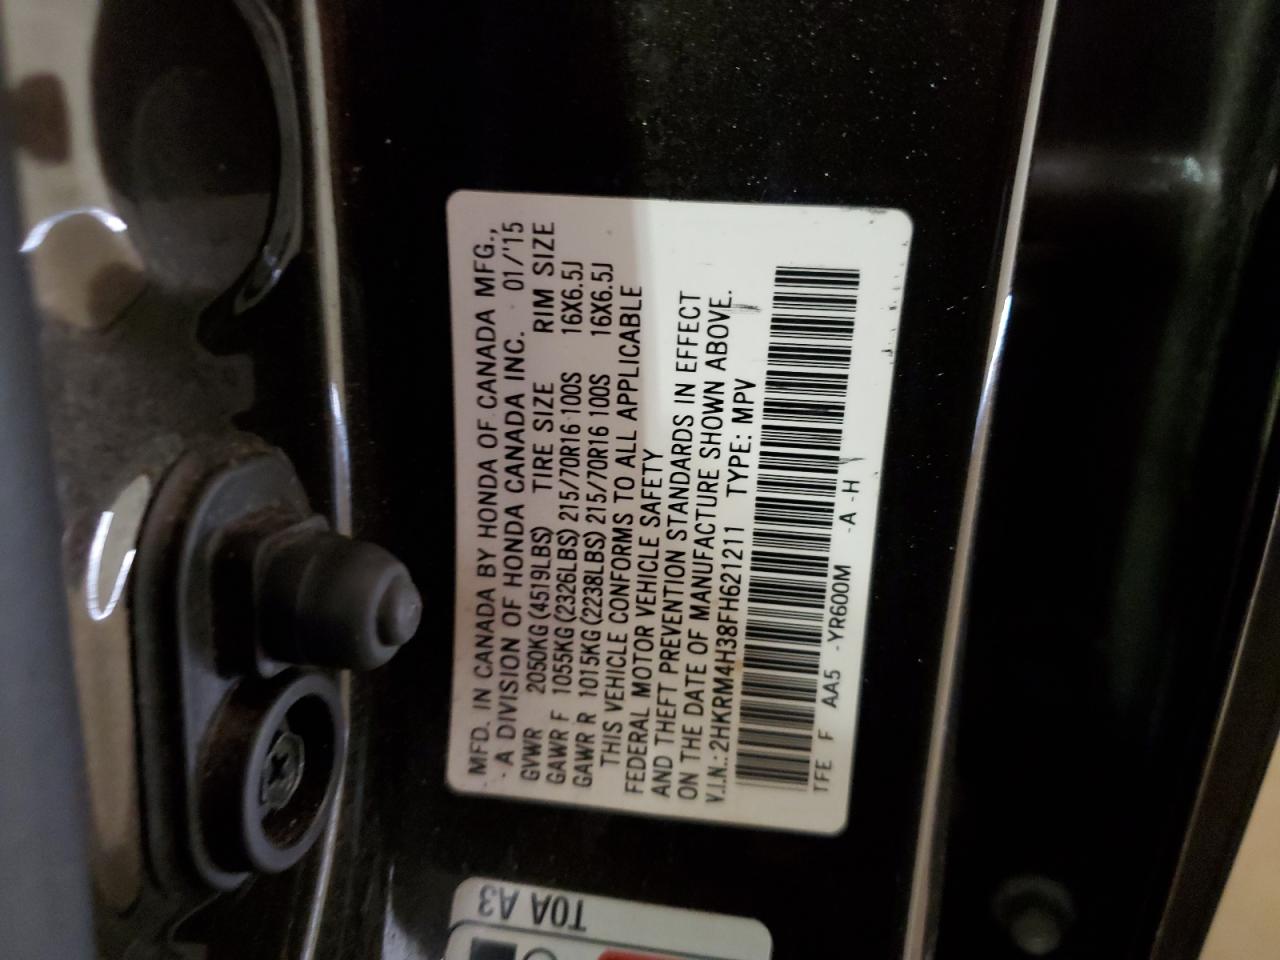 MFD. IN CANADA BY HONDA OF CANADA MFG.,
A DIVISION OF HONDA CANADA INC. 01/'15
GVWR 2050KG (4519LBS) TIRE SIZE RIM SIZE
GAWR F 1055KG (2326LBS) 215/70R16 100S 16X6.5J
GAWR R 1015KG (2238LBS) 215/70R16 100S 16X6.5J
THIS VEHICLE CONFORMS TO ALL APPLICABLE
FEDERAL MOTOR VEHICLE SAFETY
AND THEFT PREVENTION STANDARDS IN EFFECT
ON THE DATE OF MANUFACTURE SHOWN ABOVE.
V.I.N.: 2HKRM4H38FH621211 TYPE: MPV
TFE F AA5 -YR600M -A -H
T0A A3